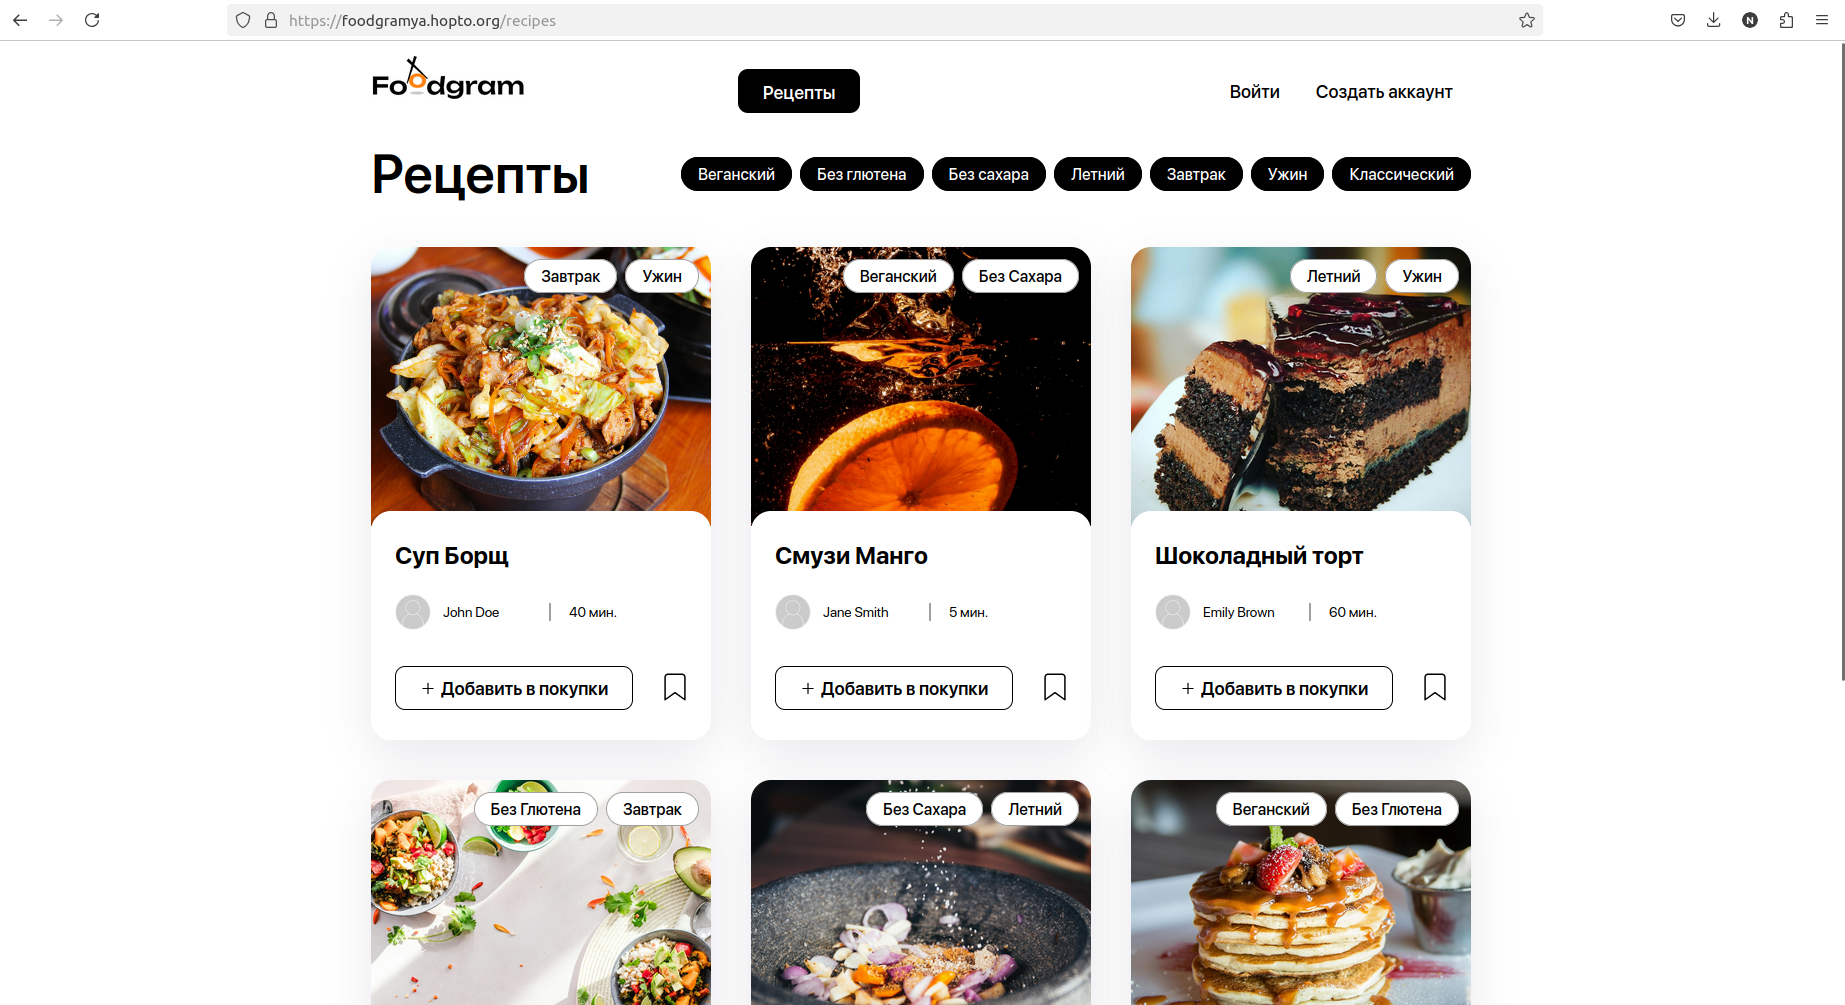 https://foodgramya.hopto.org/recipes
N
Foodgram
Рецепты
Войти
Создать аккаунт
Рецепты
Веганский
Без глютена
Без сахара
Летний
Завтрак
Ужин
Классический
Завтрак
Ужин
Суп Борщ
John Doe
40 мин.
+ Добавить в покупки
Веганский
Без Сахара
Смузи Манго
Jane Smith
5 мин.
+ Добавить в покупки
Летний
Ужин
Шоколадный торт
Emily Brown
60 мин.
+ Добавить в покупки
Без Глютена
Завтрак
Без Сахара
Летний
Веганский
Без Глютена